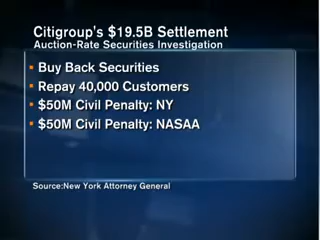 Citigroup's $19.5B Settlement
Auction-Rate Securities Investigation
• Buy Back Securities
• Repay 40,000 Customers
• $50M Civil Penalty: NY
• $50M Civil Penalty: NASAA
Source:New York Attorney General